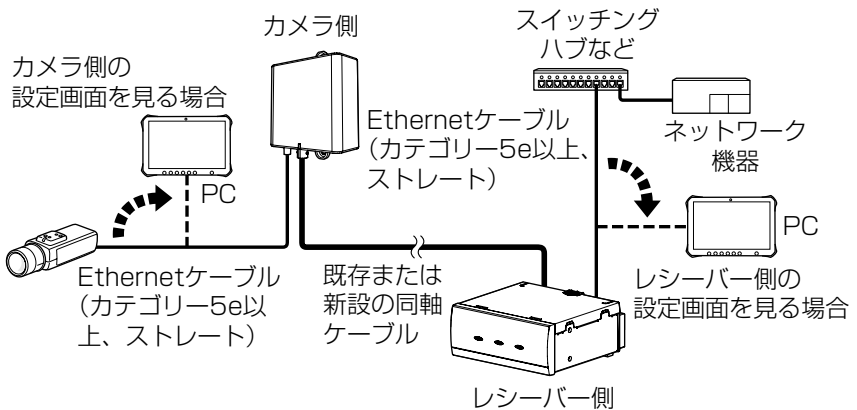 カメラ側
スイッチング
ハブなど
カメラ側の
設定画面を見る場合
Ethernetケーブル
（カテゴリー5e以上、
ストレート）
ネットワーク
機器
PC
PC
Ethernetケーブル
（カテゴリー5e以
上、ストレート）
既存または
新設の同軸
ケーブル
レシーバー側の
設定画面を見る場合
レシーバー側